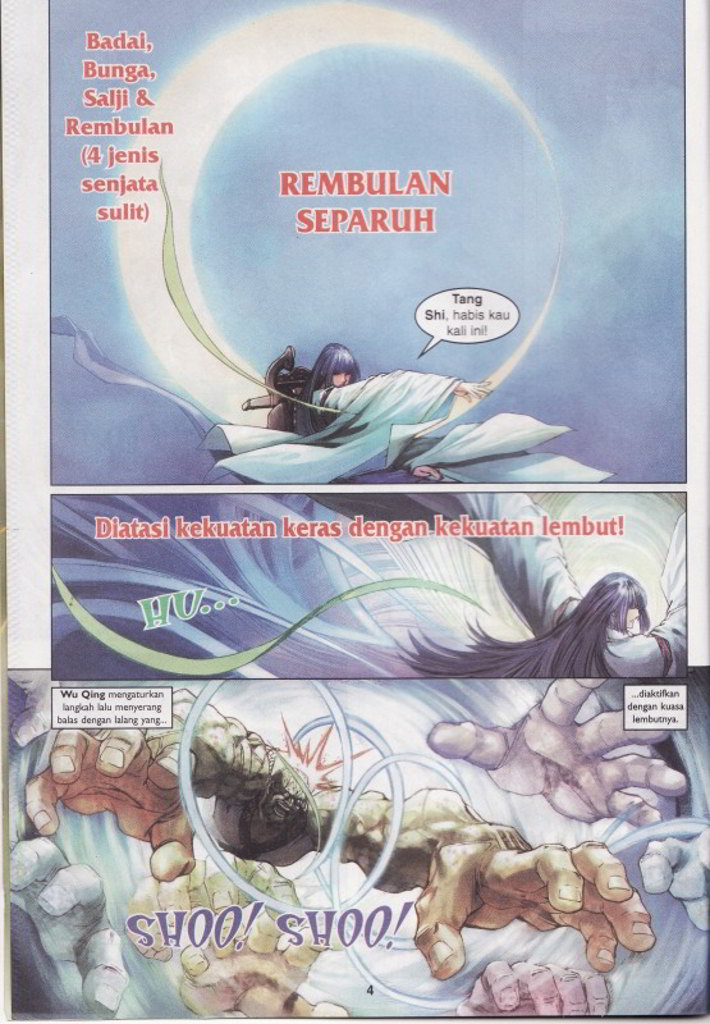 Badai,
Bunga,
Salji &
Rembulan
(4 jenis
senjata
sulit)
REMBULAN
SEPARUH
Tang
Shi, habis kau
kali ini!
Diatasi kekuatan keras dengan kekuatan lembut!
HU...
Wu Qing mengaturkan
langkah lalu menyerang
balas dengan lalang yang...
...diaktifkan
dengan kuasa
lembutnya.
SHOO! SHOO!
4